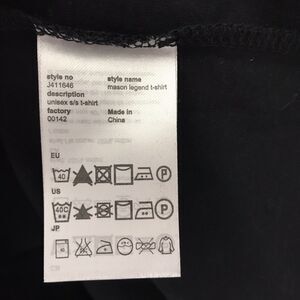 style no style name
J411646 mason legend t-shirt
description
unisex s/s t-shirt
factory Made in
00142 China
EU
40 P
US
40C P
JP